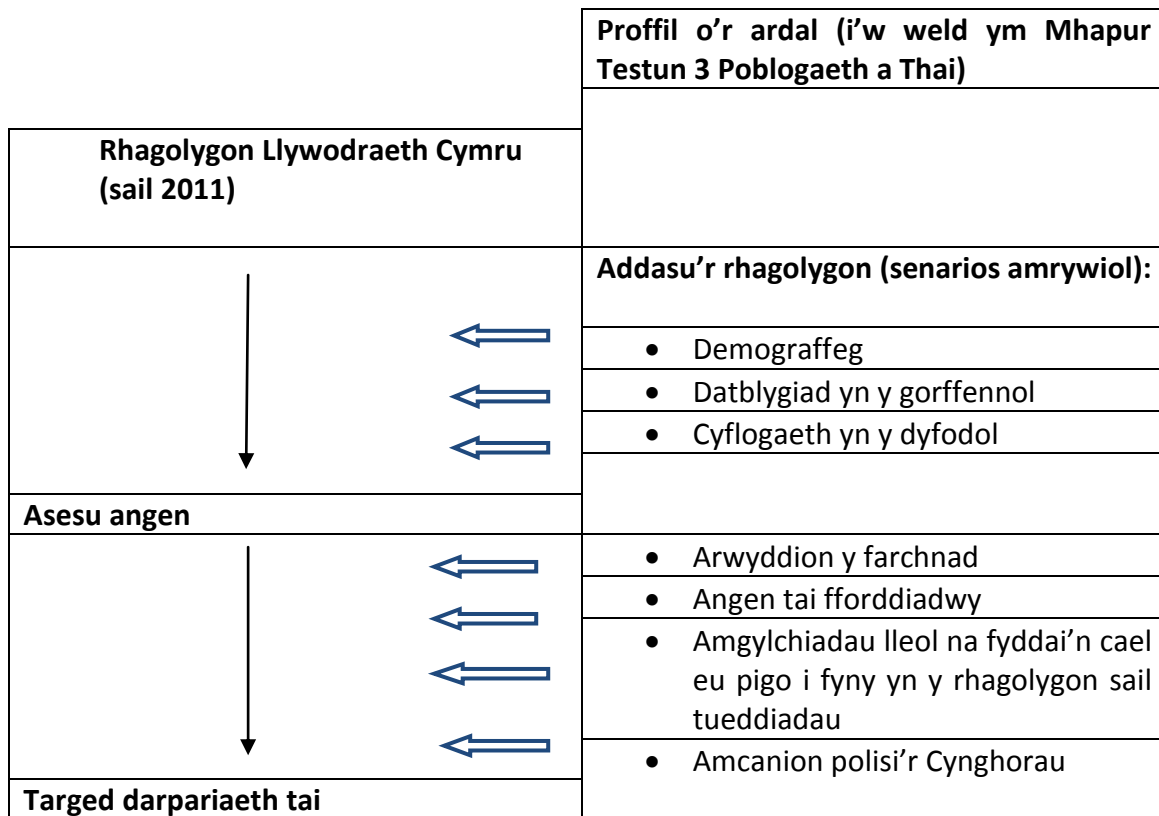 Proffil o'r ardal (i'w weld ym Mhapur
Testun 3 Poblogaeth a Thai)
Rhagolygon Llywodraeth Cymru
(sail 2011)
Addasu'r rhagolygon (senarios amrywiol):
• Demograffeg
• Datblygiad yn y gorffennol
• Cyflogaeth yn y dyfodol
Asesu angen
• Arwyddion y farchnad
• Angen tai fforddiadwy
• Amgylchiadau lleol na fyddai'n cael
eu pigo i fyny yn y rhagolygon sail
tueddiadau
• Amcanion polisi'r Cynghorau
Targed darpariaeth tai